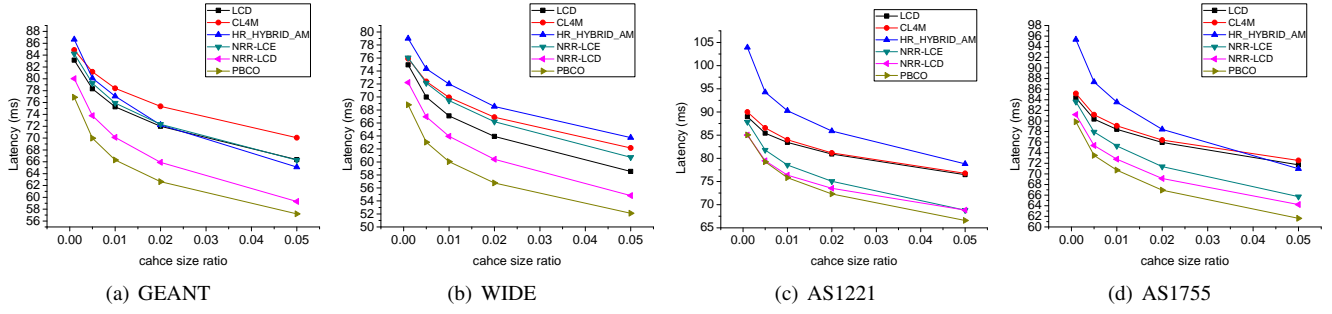 LCD
CL4M
HR_HYBRID_AM
NRR-LCE
NRR-LCD
PBCO
88
86
84
82
80
78
76
74
72
70
68
66
64
62
60
58
56
Latency (ms)
0.00 0.01 0.02 0.03 0.04 0.05
cahce size ratio
(a) GEANT
LCD
CL4M
HR_HYBRID_AM
NRR-LCE
NRR-LCD
PBCO
80
78
76
74
72
70
68
66
64
62
60
58
56
54
52
50
Latency (ms)
0.00 0.01 0.02 0.03 0.04 0.05
cahce size ratio
(b) WIDE
LCD
CL4M
HR_HYBRID_AM
NRR-LCE
NRR-LCD
PBCO
105
100
95
90
85
80
75
70
65
Latency (ms)
0.00 0.01 0.02 0.03 0.04 0.05
cahce size ratio
(c) AS1221
LCD
CL4M
HR_HYBRID_AM
NRR-LCE
NRR-LCD
PBCO
98
96
94
92
90
88
86
84
82
80
78
76
74
72
70
68
66
64
62
60
Latency (ms)
0.00 0.01 0.02 0.03 0.04 0.05
cahce size ratio
(d) AS1755